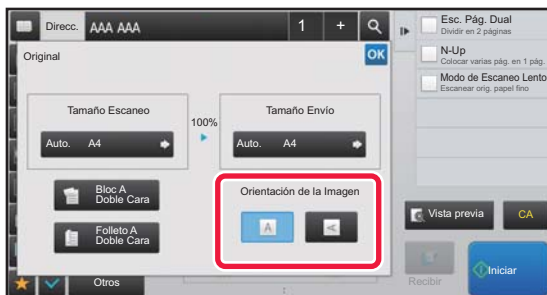 Direcc.
AAA AAA
1
+
OK
Original
Tamaño Escaneo
100%
Tamaño Envío
Auto. A4
Auto. A4
Bloc A
Doble Cara
Folleto A
Doble Cara
Orientación de la Imagen
A
A
Otros
Esc. Pág. Dual
Dividir en 2 páginas
N-Up
Colocar varias pág. en 1 pág.
Modo de Escaneo Lento
Escanear orig. papel fino
Vista previa
CA
Recibir
Iniciar